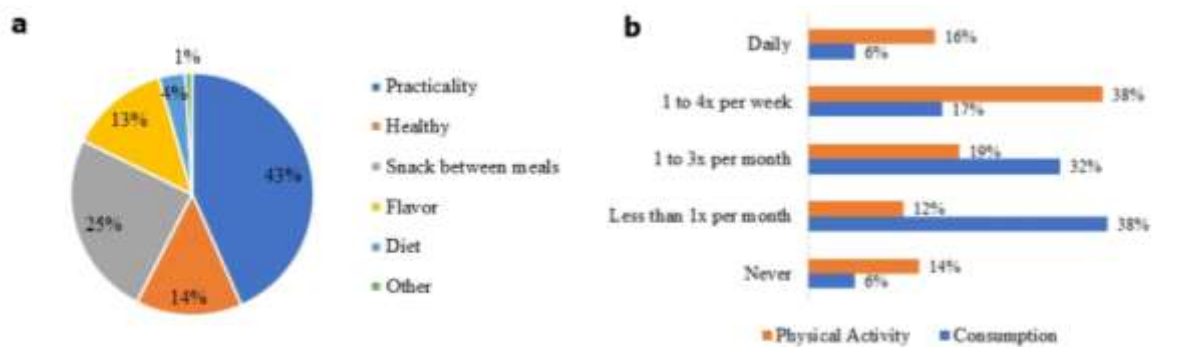 a
1%
4%
13%
43%
25%
14%
Practicality
Healthy
Snack between meals
Flavor
Diet
Other
b
Daily
16%
6%
1 to 4x per week
38%
17%
1 to 3x per month
19%
32%
Less than 1x per month
12%
38%
Never
14%
6%
Physical Activity
Consumption